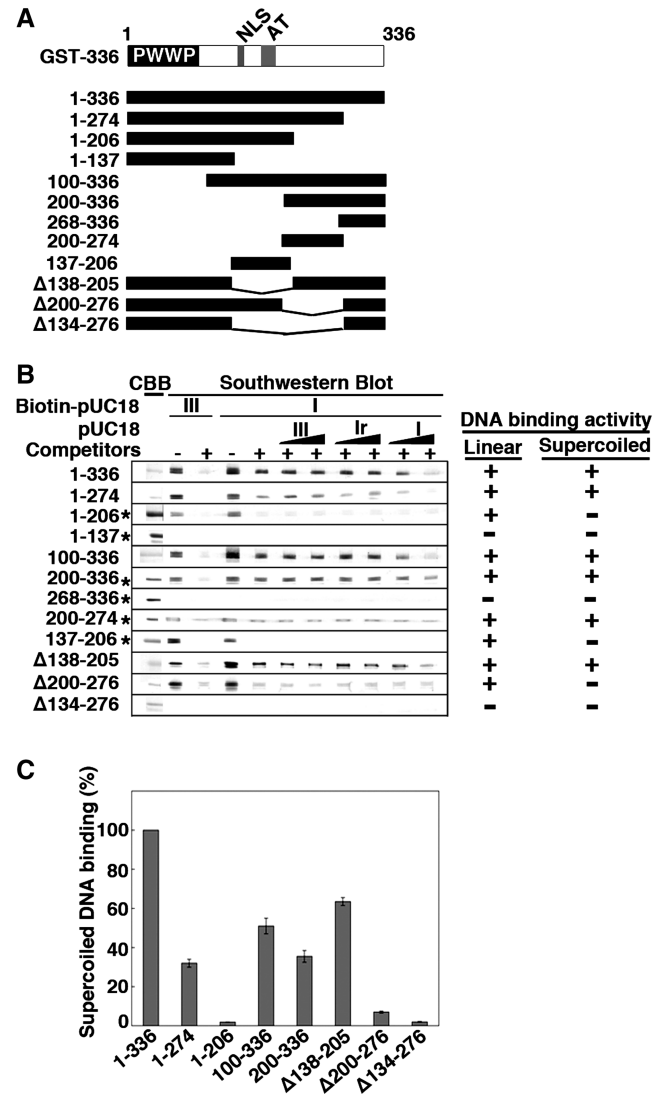 A
NLS AT
1 336
GST-336 PWWP
1-336
1-274
1-206
1-137
100-336
200-336
268-336
200-274
137-206
Δ138-205
Δ200-276
Δ134-276
B
CBB Southwestern Blot
Biotin-pUC18 III I
pUC18 III Ir I
Competitors - + - + + + + + + +
DNA binding activity
Linear Supercoiled
1-336 + +
1-274 + +
1-206* + -
1-137* - -
100-336 + +
200-336* + +
268-336* - -
200-274* + +
137-206* + -
Δ138-205 + +
Δ200-276 + -
Δ134-276 - -
C
Supercoiled DNA binding (%)
100
80
60
40
20
0
1-336 1-274 1-206 100-336 200-336 Δ138-205 Δ200-276 Δ134-276